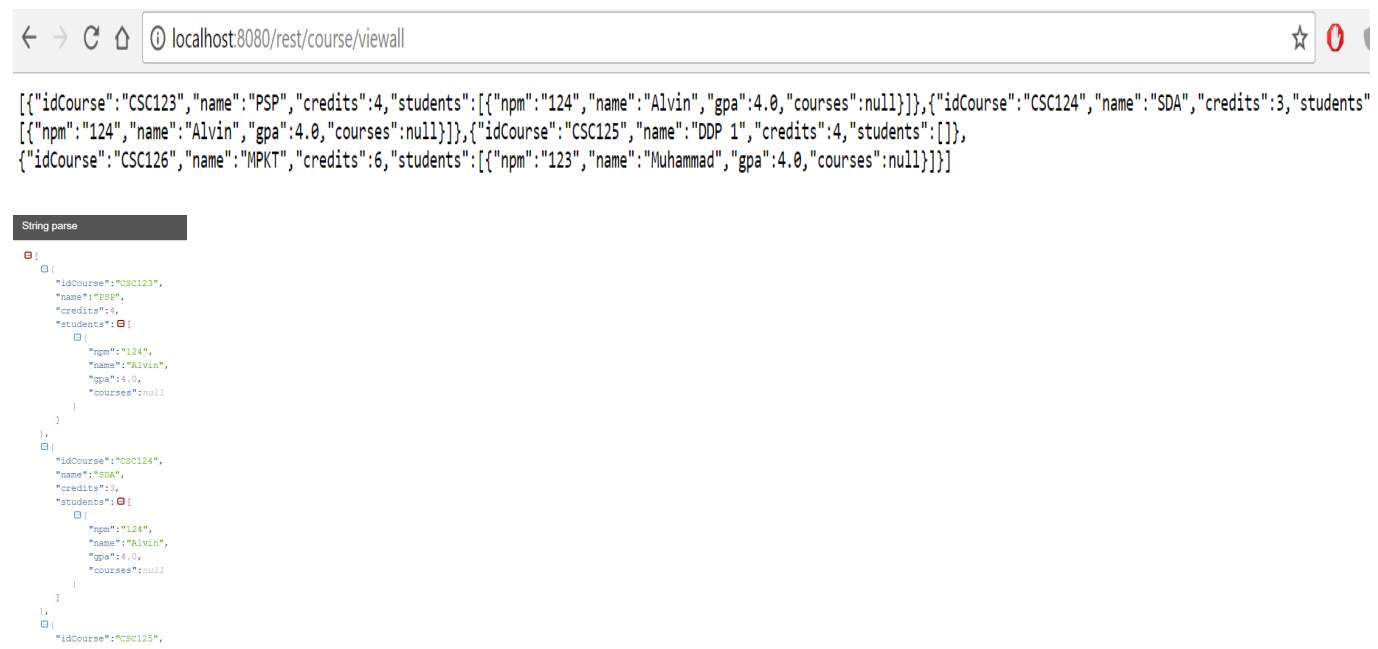 localhost:8080/rest/course/viewall
[{"idCourse":"CSC123","name":"PSP","credits":4,"students":[{"npm":"124","name":"Alvin","gpa":4.0,"courses":null}]},{"idCourse":"CSC124","name":"SDA","credits":3,"students"
[{"npm":"124","name":"Alvin","gpa":4.0,"courses":null}]},{"idCourse":"CSC125","name":"DDP 1","credits":4,"students":[]},
{"idCourse":"CSC126","name":"MPKT","credits":6,"students":[{"npm":"123","name":"Muhammad","gpa":4.0,"courses":null}]}]
String parse
[
{
"idCourse":"CSC123",
"name":"PSP",
"credits":4,
"students":[
{
"npm":"124",
"name":"Alvin",
"gpa":4.0,
"courses":null
}
]
},
{
"idCourse":"CSC124",
"name":"SDA",
"credits":3,
"students":[
{
"npm":"124",
"name":"Alvin",
"gpa":4.0,
"courses":null
}
]
},
{
"idCourse":"CSC125",